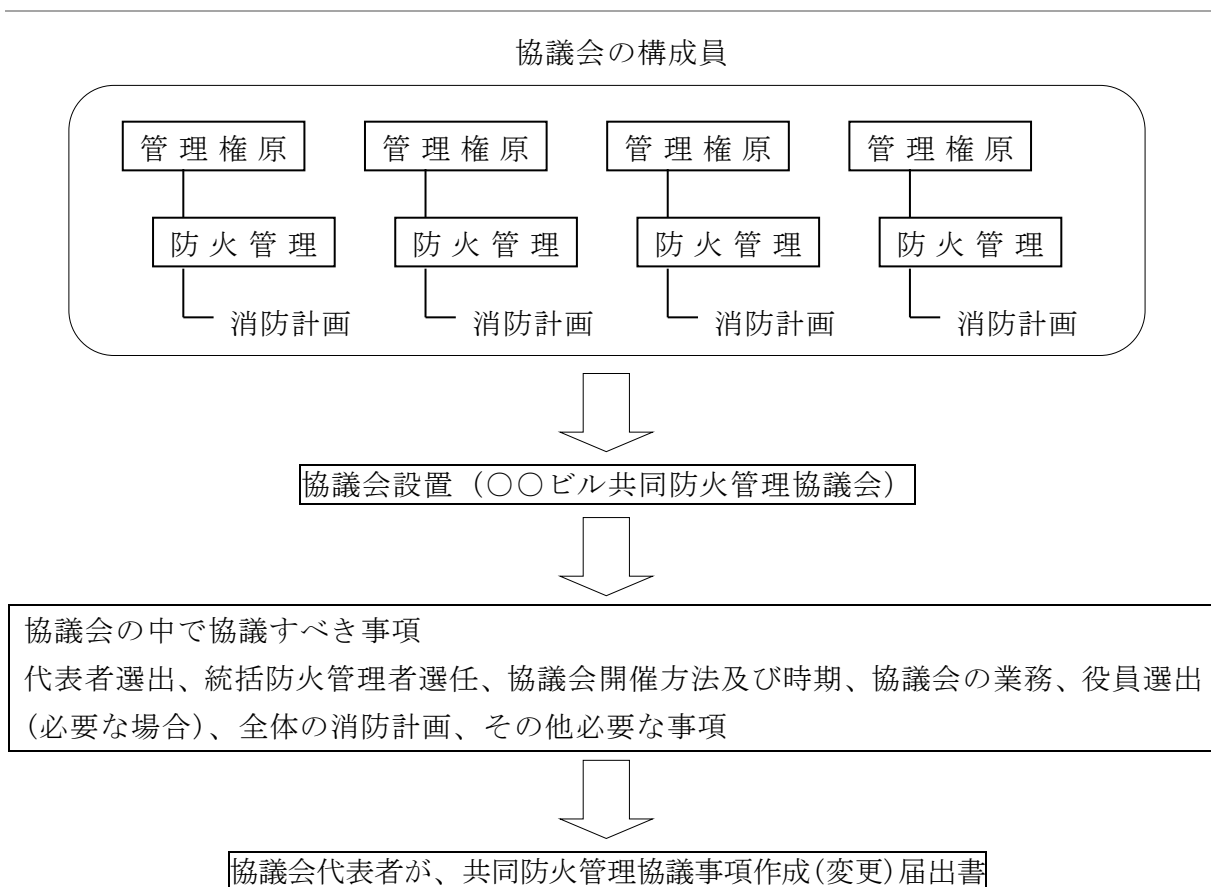 協議会の構成員
管理権原 管理権原 管理権原 管理権原
防火管理 防火管理 防火管理 防火管理
消防計画 消防計画 消防計画 消防計画
協議会設置（○○ビル共同防火管理協議会）
協議会の中で協議すべき事項
代表者選出、統括防火管理者選任、協議会開催方法及び時期、協議会の業務、役員選出
(必要な場合)、全体の消防計画、その他必要な事項
協議会代表者が、共同防火管理協議事項作成(変更)届出書